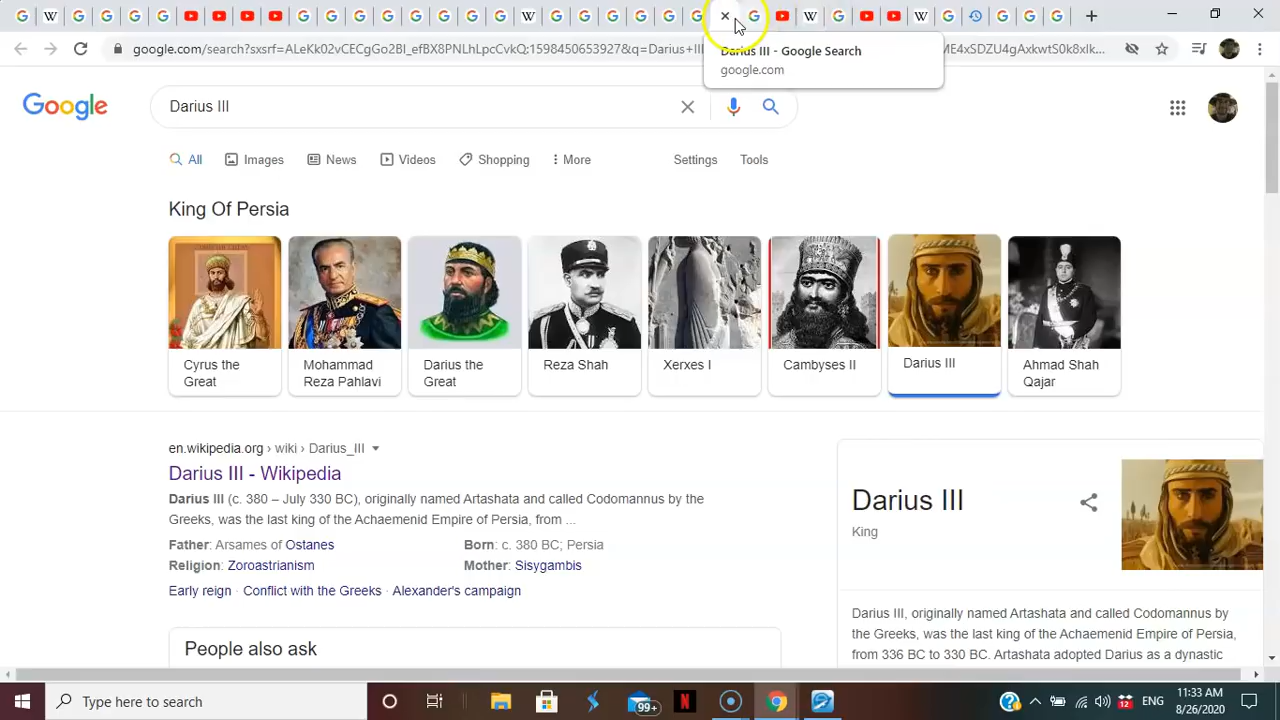 google.com/search?sxsrf=ALeKk02vCECgGo2BI_efBX8PNLhLpcCvkQ:1598450653927&q=Darius+III
ME4xSDZU4gAxkwtS0k8xlk...
Darius III - Google Search
google.com
Google
Darius III
All
Images
News
Videos
Shopping
More
Settings
Tools
King Of Persia
Cyrus the
Great
Mohammad
Reza Pahlavi
Darius the
Great
Reza Shah
Xerxes I
Cambyses II
Darius III
Ahmad Shah
Qajar
en.wikipedia.org › wiki › Darius_III
Darius III - Wikipedia
Darius III (c. 380 – July 330 BC), originally named Artashata and called Codomannus by the
Greeks, was the last king of the Achaemenid Empire of Persia, from ...
Father: Arsames of Ostanes
Born: c. 380 BC; Persia
Religion: Zoroastrianism
Mother: Sisygambis
Early reign · Conflict with the Greeks · Alexander's campaign
People also ask
Darius III
King
Darius III, originally named Artashata and called Codomannus by
the Greeks, was the last king of the Achaemenid Empire of Persia,
from 336 BC to 330 BC. Artashata adopted Darius as a dynastic
Type here to search
99+
12
ENG
11:33 AM
8/26/2020